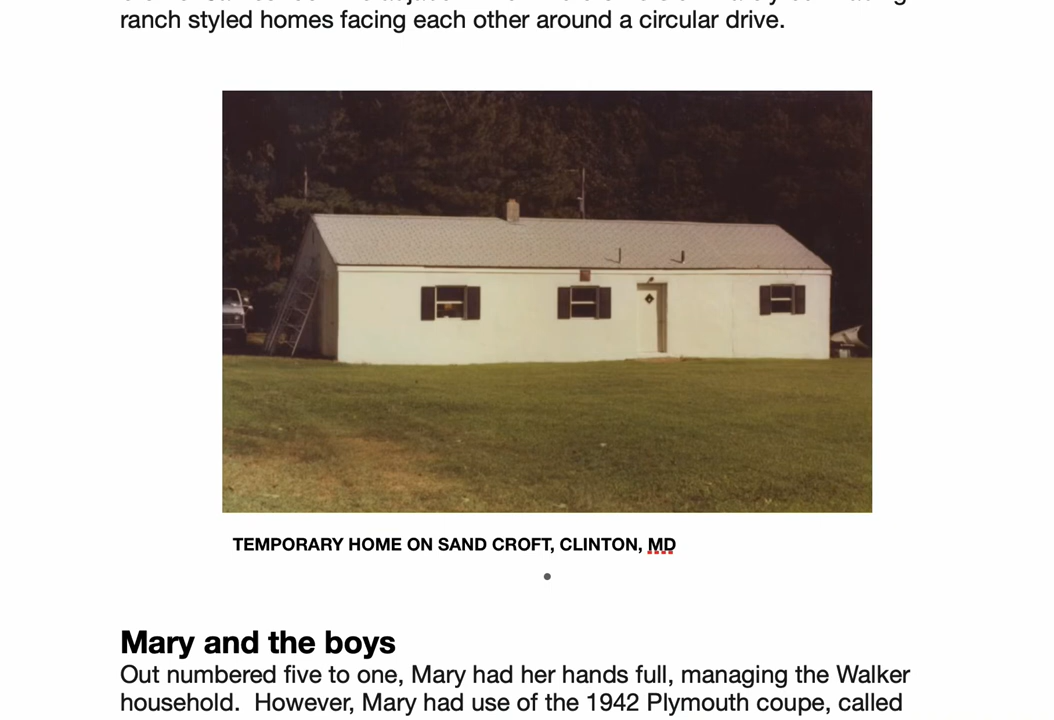 ranch styled homes facing each other around a circular drive.
TEMPORARY HOME ON SAND CROFT, CLINTON, MD
Mary and the boys
Out numbered five to one, Mary had her hands full, managing the Walker
household.  However, Mary had use of the 1942 Plymouth coupe, called